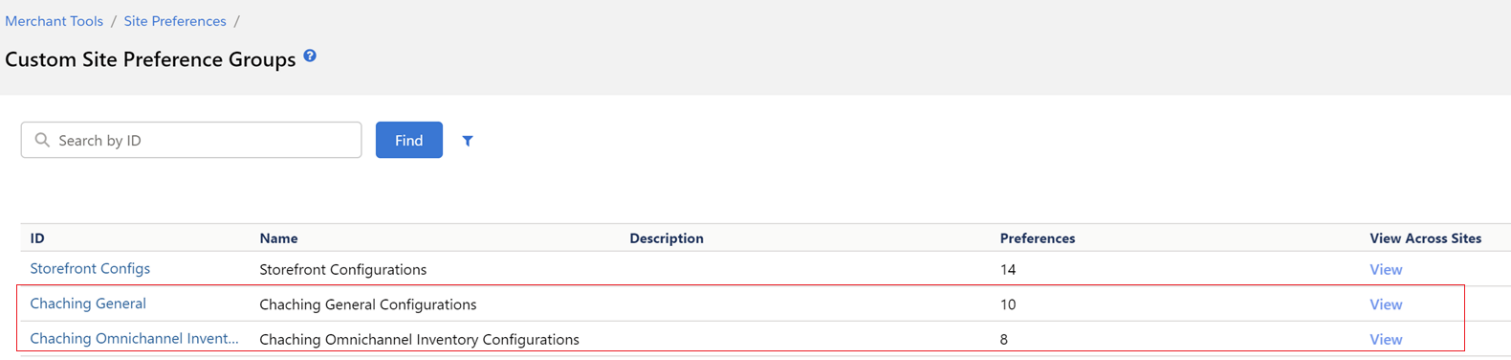 Merchant Tools / Site Preferences /
Custom Site Preference Groups ?
Search by ID Find
ID Name Description Preferences View Across Sites
Storefront Configs Storefront Configurations 14 View
Chaching General Chaching General Configurations 10 View
Chaching Omnichannel Invent... Chaching Omnichannel Inventory Configurations 8 View